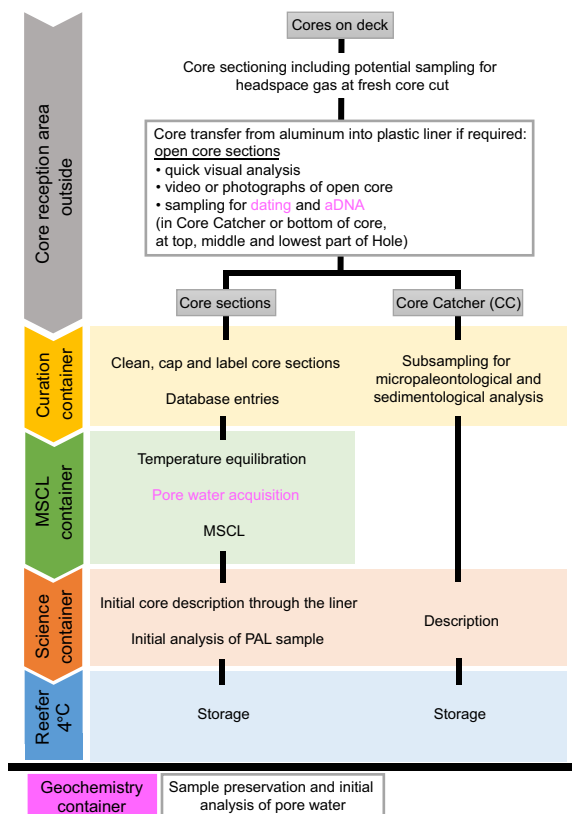 Cores on deck
Core sectioning including potential sampling for
headspace gas at fresh core cut
Core transfer from aluminum into plastic liner if required:
open core sections
• quick visual analysis
• video or photographs of open core
• sampling for dating and aDNA
(in Core Catcher or bottom of core,
at top, middle and lowest part of Hole)
Core reception area
outside
Core sections
Core Catcher (CC)
Curation
container
Clean, cap and label core sections
Database entries
Subsampling for
micropaleontological and
sedimentological analysis
MSCL
container
Temperature equilibration
Pore water acquisition
MSCL
Science
container
Initial core description through the liner
Initial analysis of PAL sample
Description
Reefer
4°C
Storage
Storage
Geochemistry
container
Sample preservation and initial
analysis of pore water